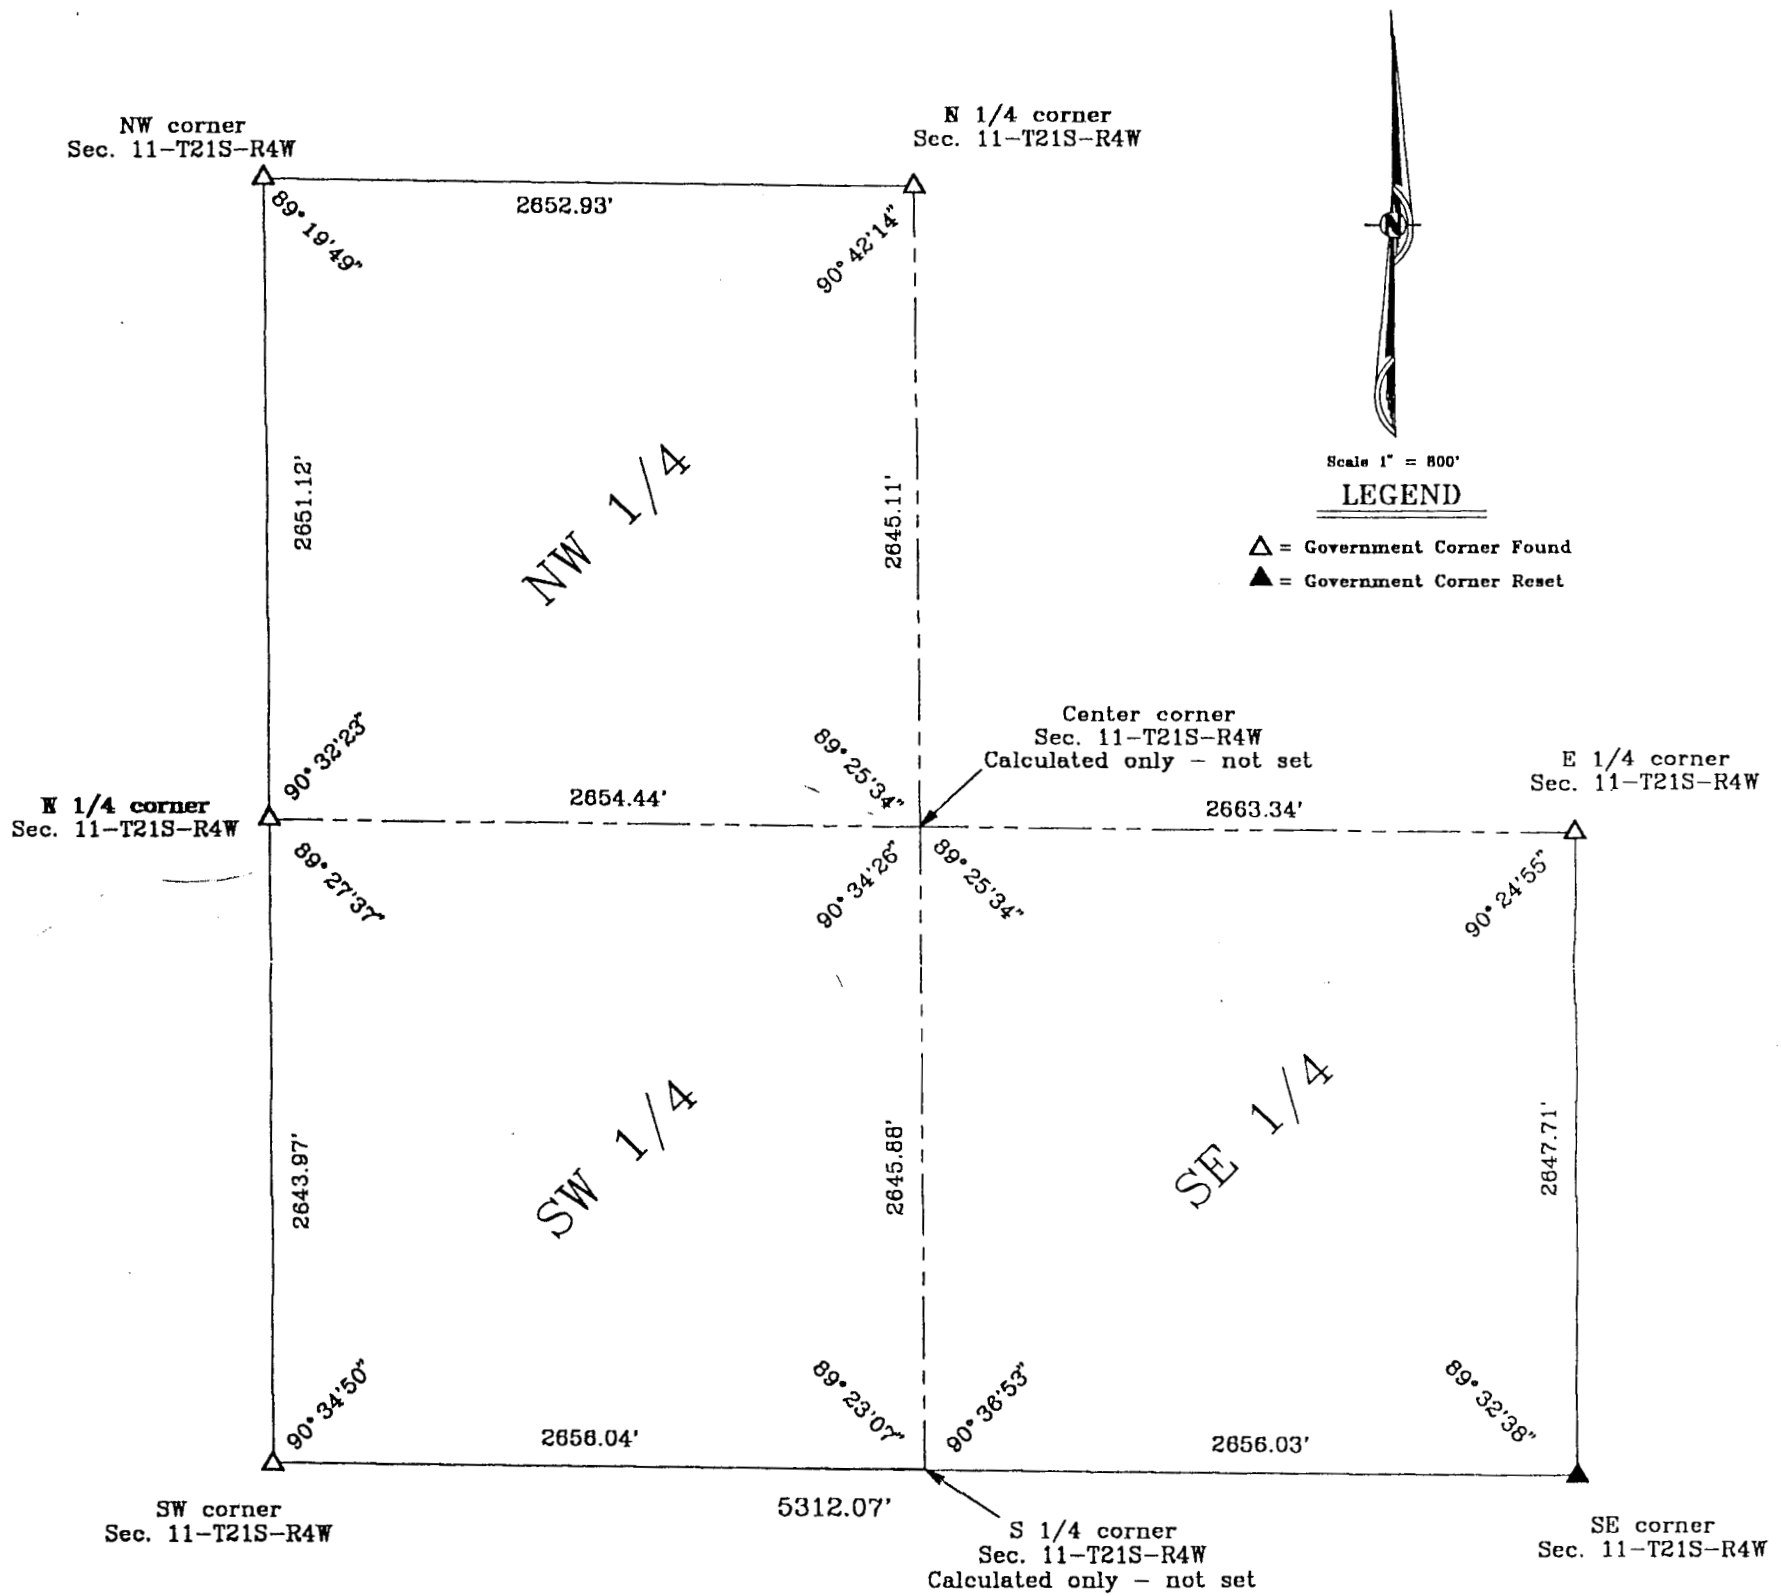 NW corner
Sec. 11-T21S-R4W
N 1/4 corner
Sec. 11-T21S-R4W
2652.93'
89°19'49"
90°42'14"
N
2651.12'
NW 1/4
2645.11'
Scale 1" = 800'
LEGEND
= Government Corner Found
= Government Corner Reset
90°32'23"
89°25'34"
Center corner
Sec. 11-T21S-R4W
Calculated only - not set
E 1/4 corner
Sec. 11-T21S-R4W
1/4 corner
Sec. 11-T21S-R4W
2654.44'
2663.34'
89°27'37"
90°34'26"
89°25'34"
90°24'55"
2643.97'
SW 1/4
2645.88'
SE 1/4
2647.71'
90°34'50"
89°23'07"
90°36'53"
89°32'38"
2656.04'
2656.03'
5312.07'
SW corner
Sec. 11-T21S-R4W
S 1/4 corner
Sec. 11-T21S-R4W
Calculated only - not set
SE corner
Sec. 11-T21S-R4W